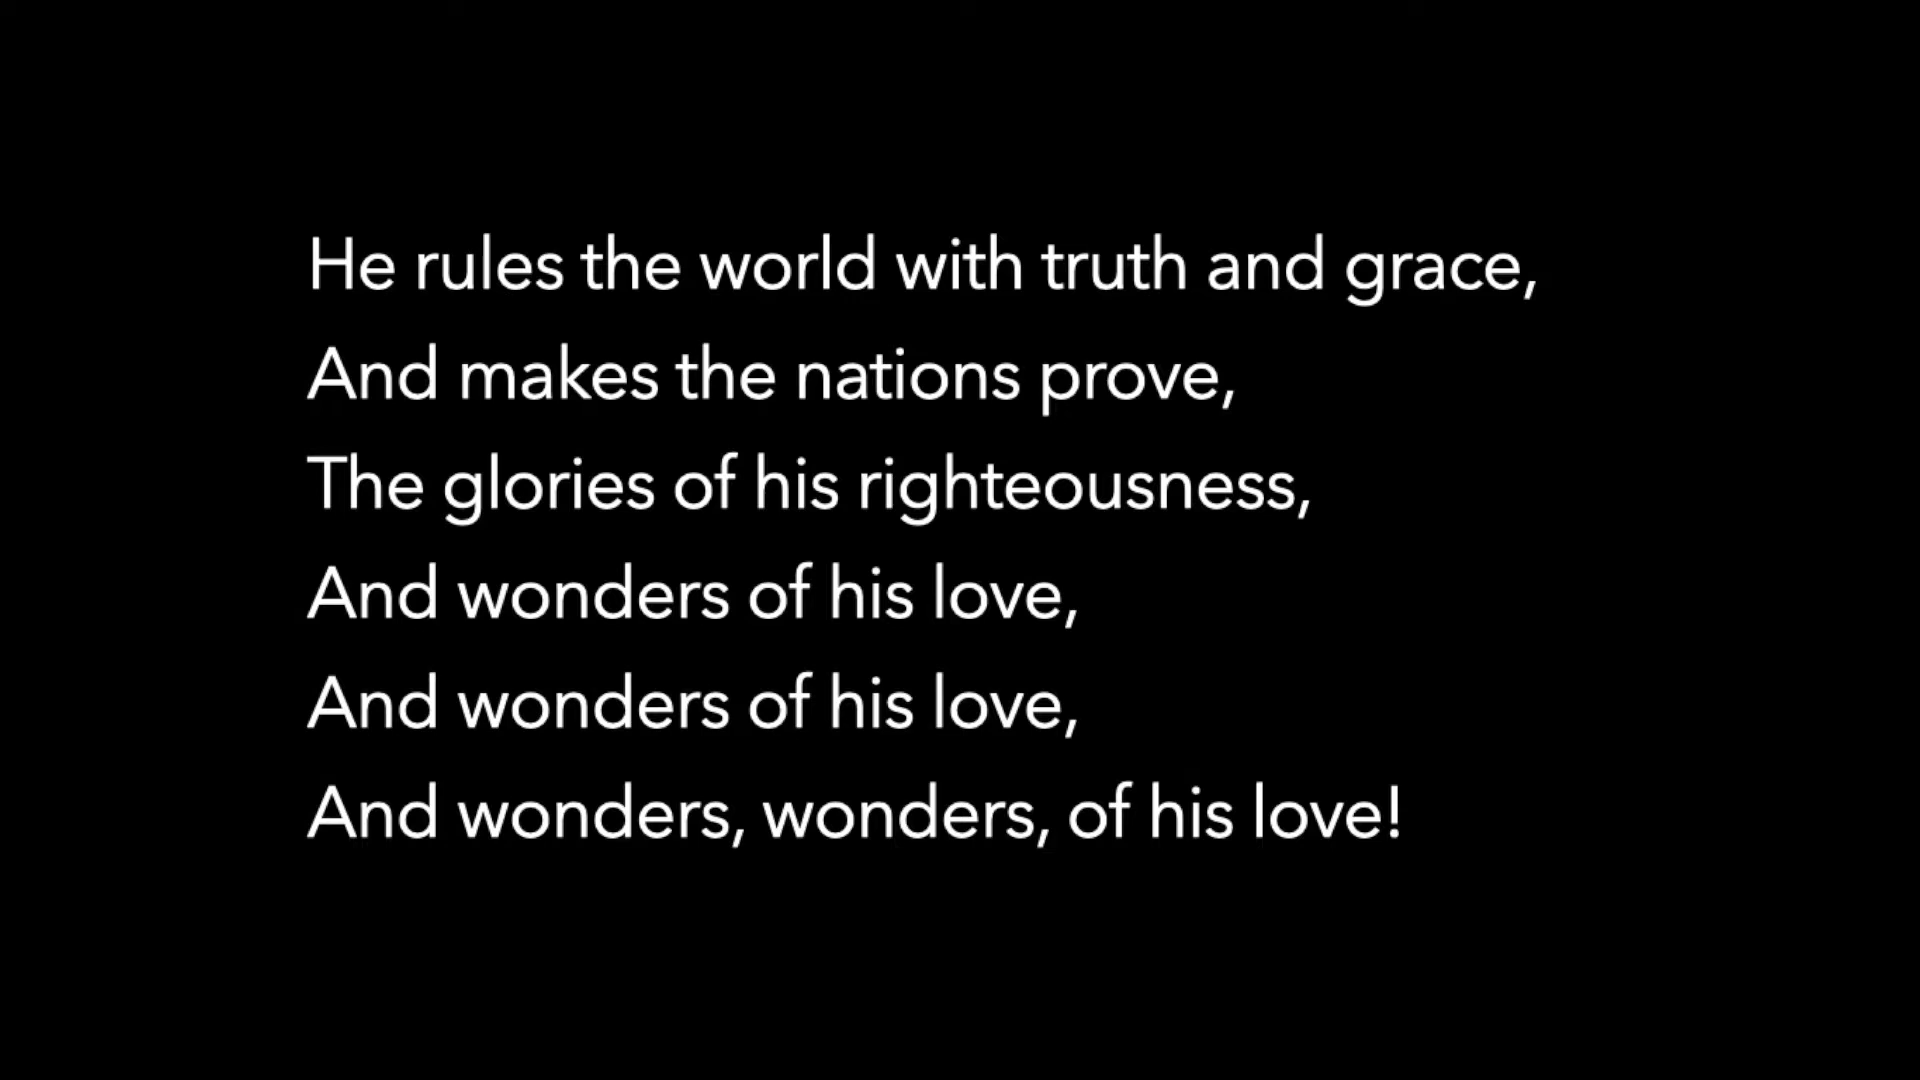 He rules the world with truth and grace,
And makes the nations prove,
The glories of his righteousness,
And wonders of his love,
And wonders of his love,
And wonders, wonders, of his love!